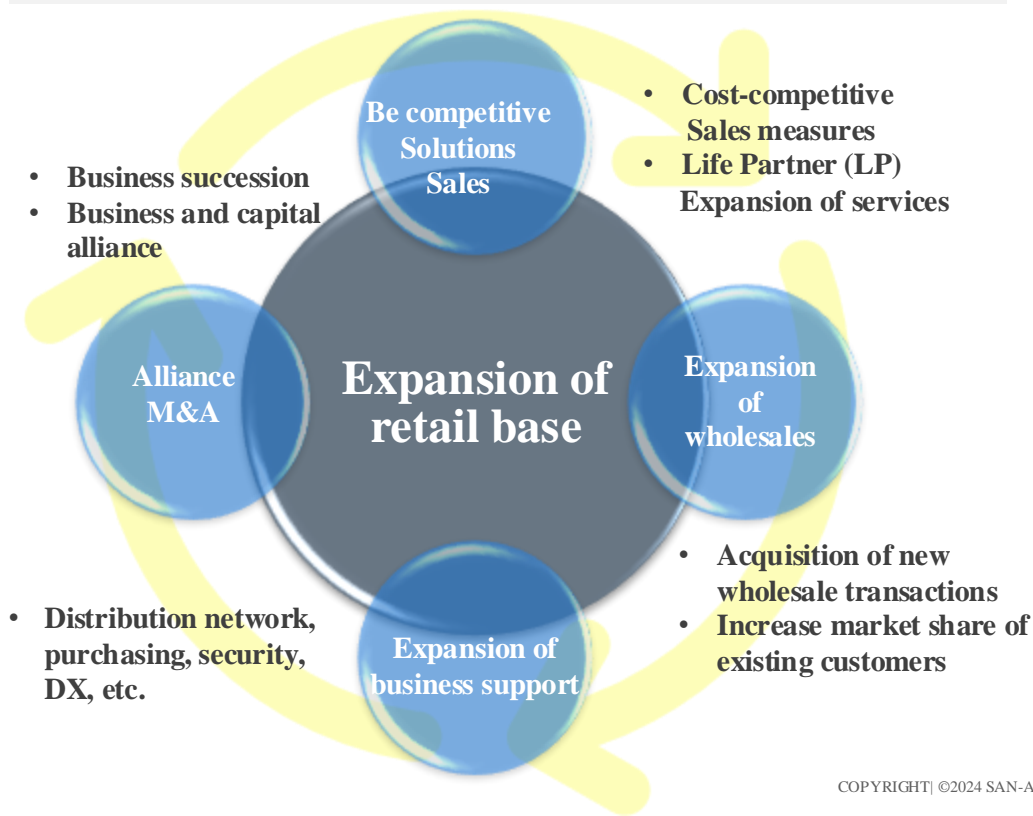 Be competitive
Solutions
Sales
• Cost-competitive
Sales measures
• Life Partner (LP)
Expansion of services
• Business succession
• Business and capital
alliance
Alliance
M&A
Expansion of
retail base
Expansion
of
wholesales
• Acquisition of new
wholesale transactions
• Increase market share of
existing customers
• Distribution network,
purchasing, security,
DX, etc.
Expansion of
business support
COPYRIGHT| ©2024 SAN-A